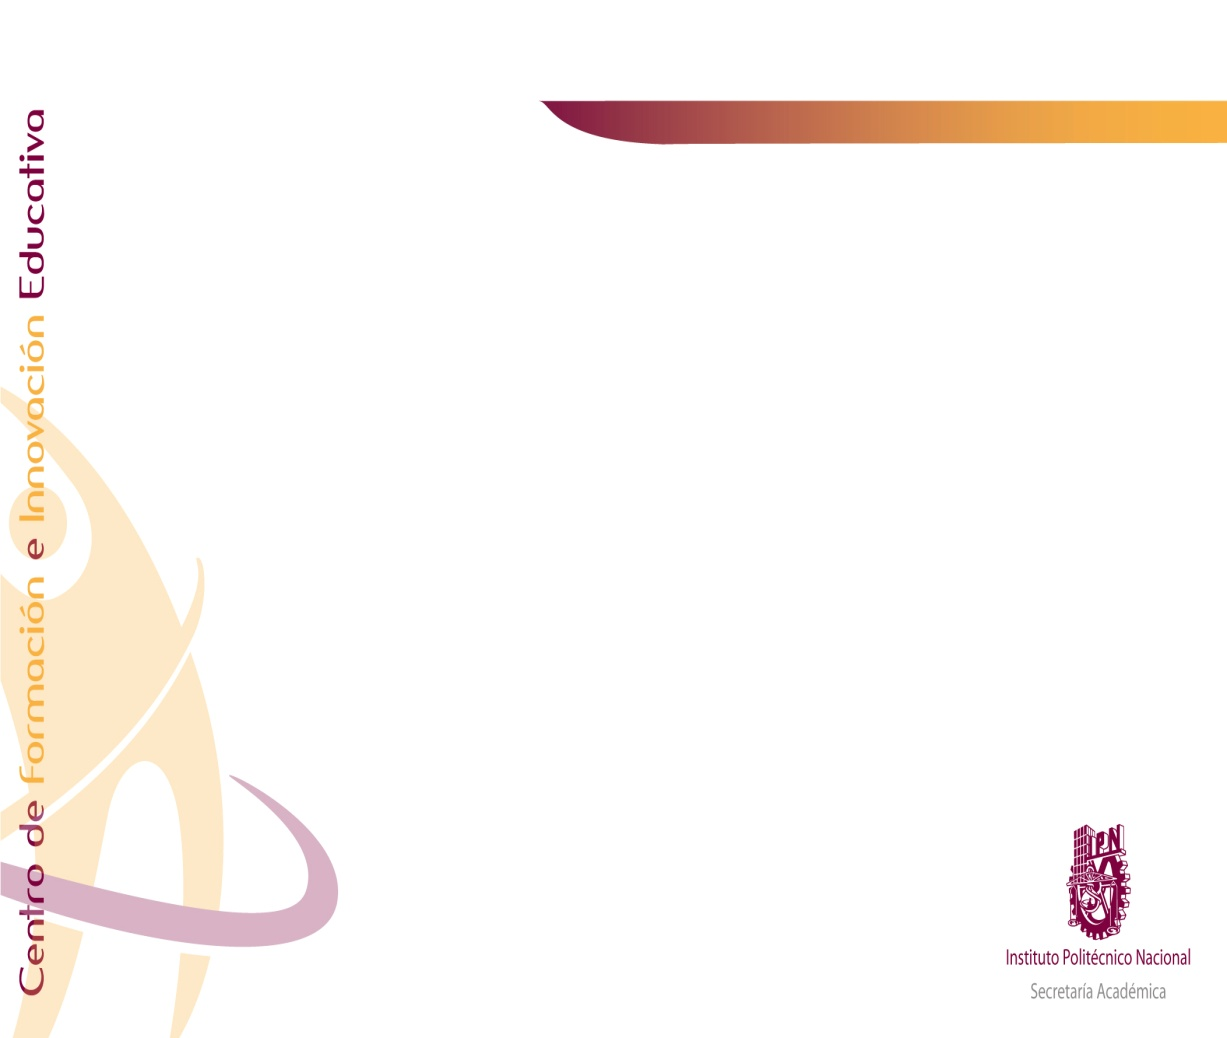 Centro de formación e Innovación Educativa
IPN
Instituto Politécnico Nacional
Secretaría Académica